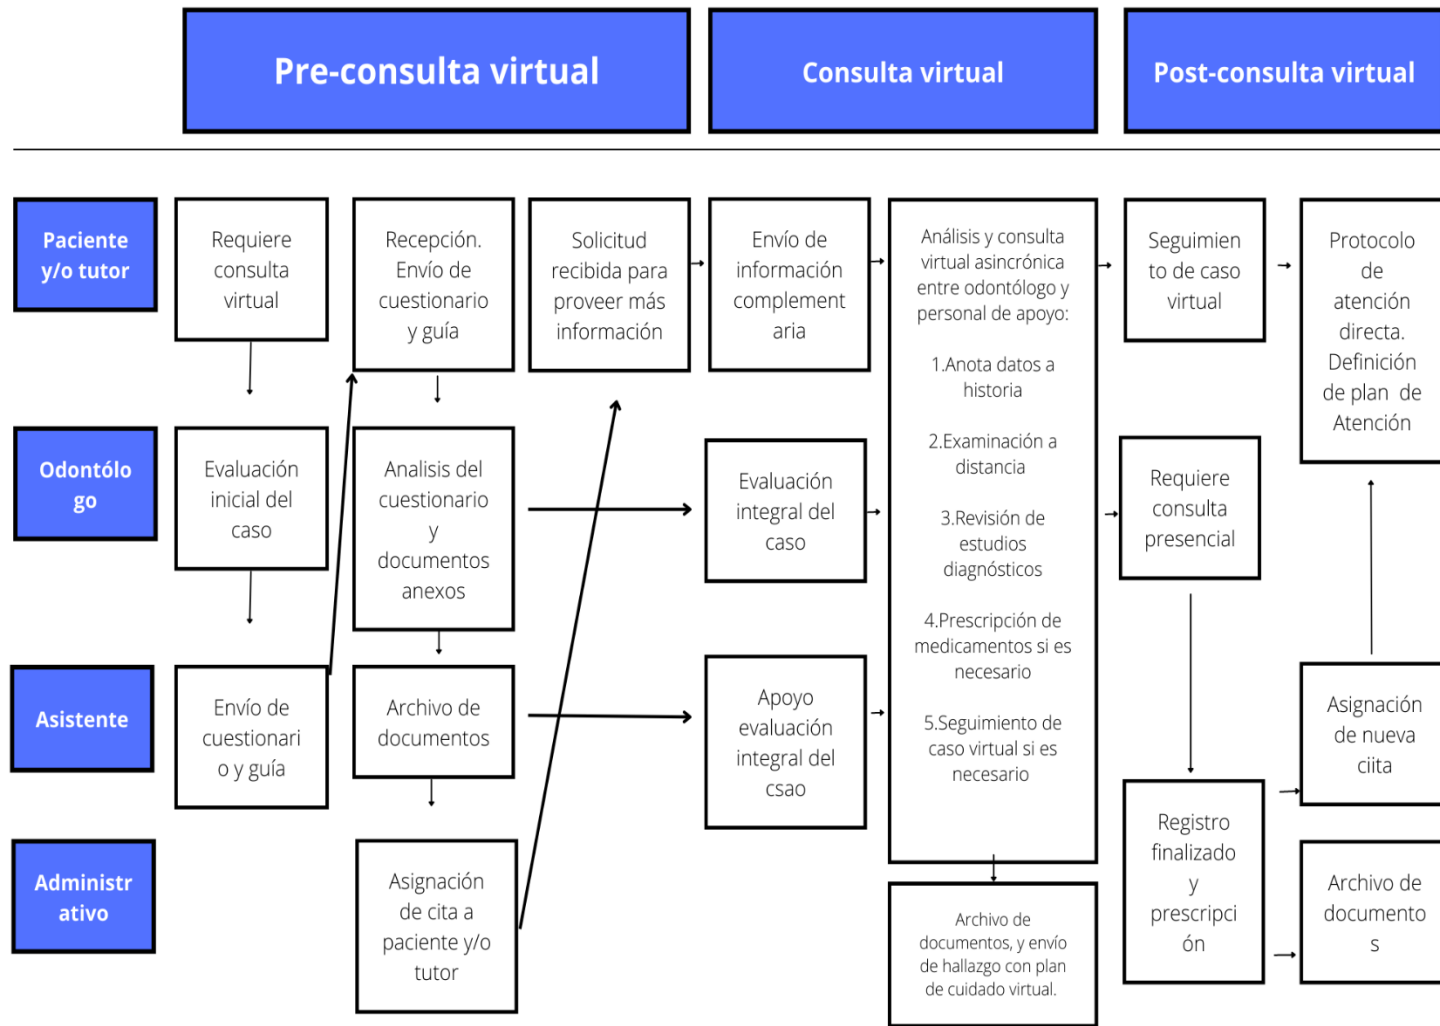 Pre-consulta virtual
Consulta virtual
Post-consulta virtual
Paciente
y/o tutor
Requiere
consulta
virtual
Recepción.
Envío de
cuestionario
y guía
Solicitud
recibida para
proveer más
información
Envío de
información
complement
aria
Análisis y consulta
virtual asincrónica
entre odontólogo y
personal de apoyo:
1.Anota datos a
historia
2.Examinación a
distancia
3.Revisión de
estudios
diagnósticos
4.Prescripción de
medicamentos si es
necesario
5.Seguimiento de
caso virtual si es
necesario
Seguimien
to de caso
virtual
Protocolo
de
atención
directa.
Definición
de plan de
Atención
Odontólo
go
Evaluación
inicial del
caso
Analisis del
cuestionario
y
documentos
anexos
Evaluación
integral del
caso
Requiere
consulta
presencial
Asistente
Envío de
cuestionari
o y guía
Archivo de
documentos
Apoyo
evaluación
integral del
csao
Asignación
de nueva
ciita
Administr
ativo
Asignación
de cita a
paciente y/o
tutor
Archivo de
documentos, y envío
de hallazgo con plan
de cuidado virtual.
Registro
finalizado
y
prescripci
ón
Archivo de
documento
s